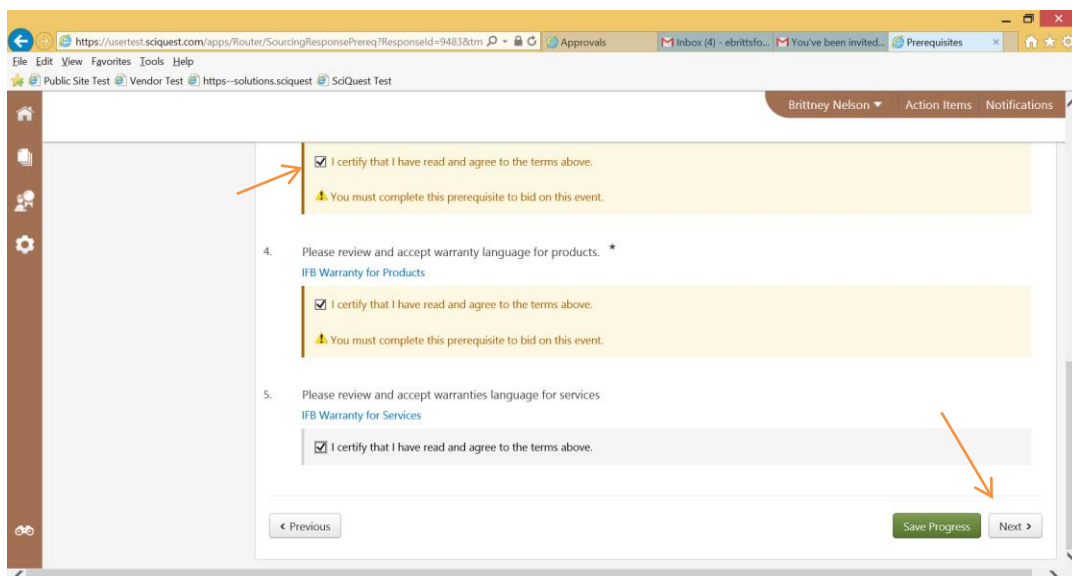 https://usertest.sciquest.com/apps/Router/SourcingResponsePrereq?ResponseId=9483&tm
Approvals
Inbox (4) - ebrittsfo...
You've been invited...
Prerequisites
File Edit View Favorites Tools Help
Public Site Test Vendor Test https--solutions.sciquest SciQuest Test
Brittney Nelson Action Items Notifications
I certify that I have read and agree to the terms above.
You must complete this prerequisite to bid on this event.
4. Please review and accept warranty language for products. *
IFB Warranty for Products
I certify that I have read and agree to the terms above.
You must complete this prerequisite to bid on this event.
5. Please review and accept warranties language for services
IFB Warranty for Services
I certify that I have read and agree to the terms above.
Previous Save Progress Next